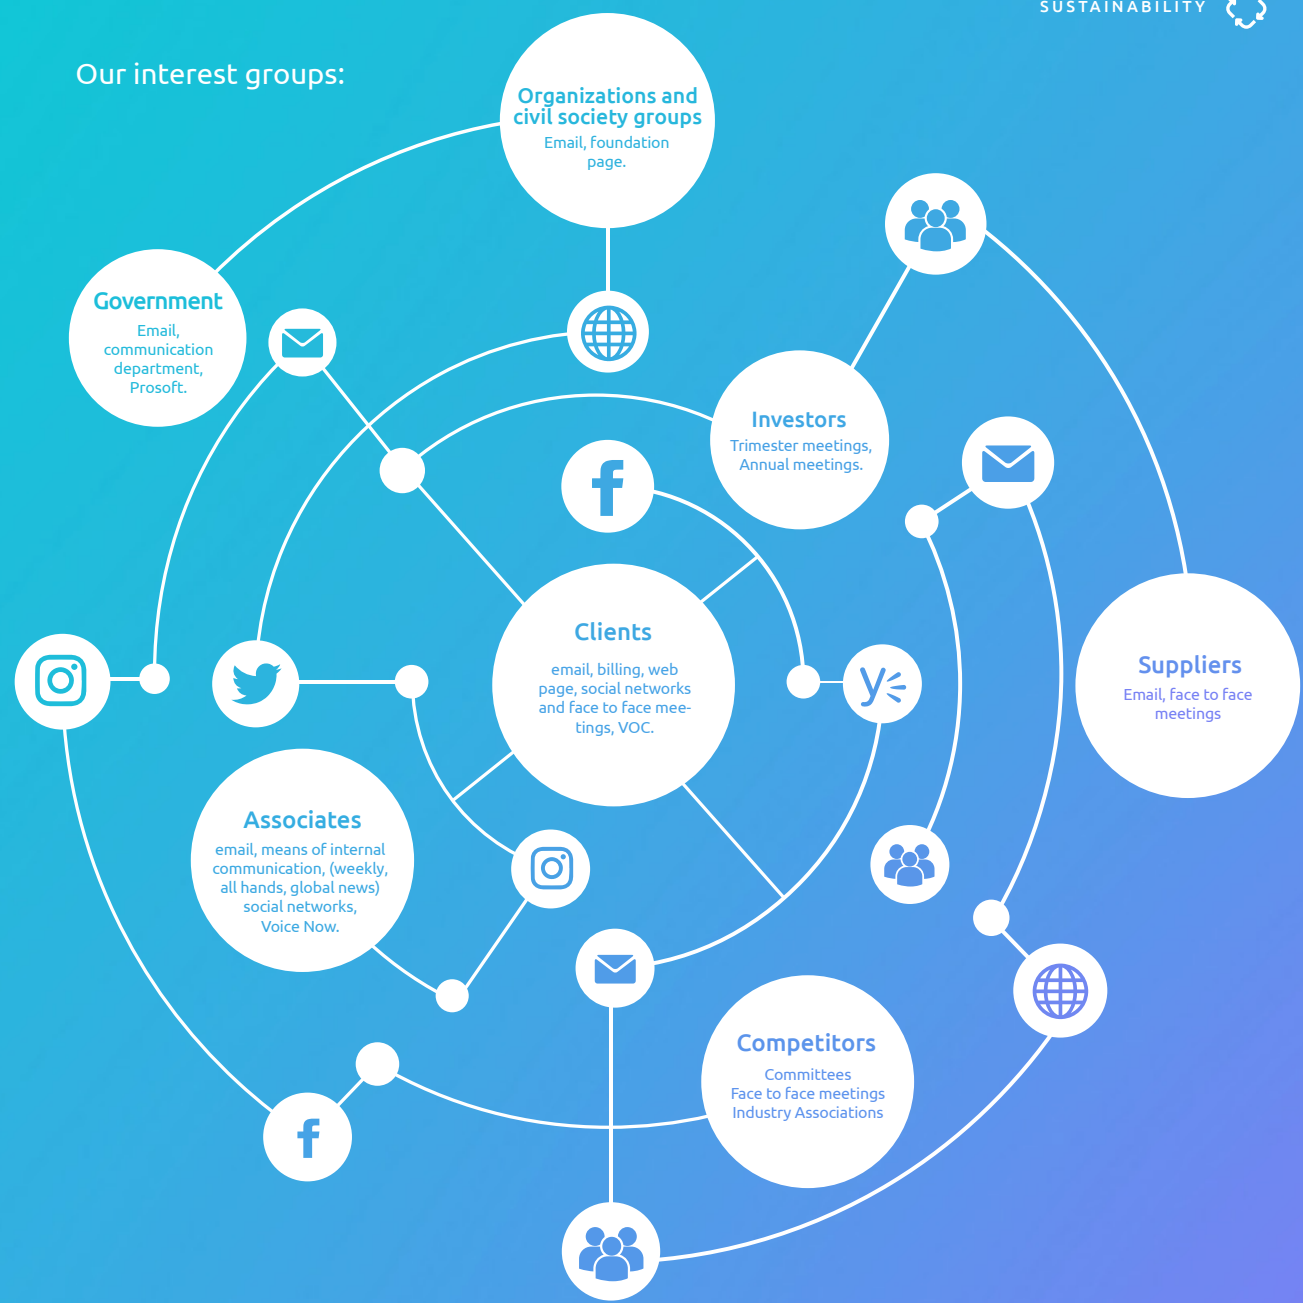 SUSTAINABILITY
Our interest groups:
Organizations and
civil society groups
Email, foundation
page.
Government
Email,
communication
department,
Prosoft.
Investors
Trimester meetings,
Annual meetings.
Clients
email, billing, web
page, social networks
and face to face mee-
tings, VOC.
Suppliers
Email, face to face
meetings
Associates
email, means of internal
communication, (weekly,
all hands, global news)
social networks,
Voice Now.
Competitors
Committees
Face to face meetings
Industry Associations